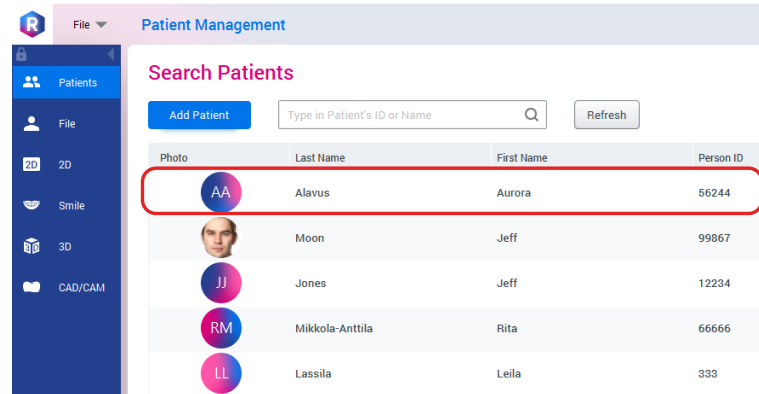 R File Patient Management
Patients
File
2D 2D
Smile
3D 3D
CAD/CAM
Search Patients
Add Patient Type in Patient's ID or Name Refresh
Photo Last Name First Name Person ID
AA Alavus Aurora 56244
Moon Jeff 99867
JJ Jones Jeff 12234
RM Mikkola-Anttila Rita 66666
LL Lassila Leila 333